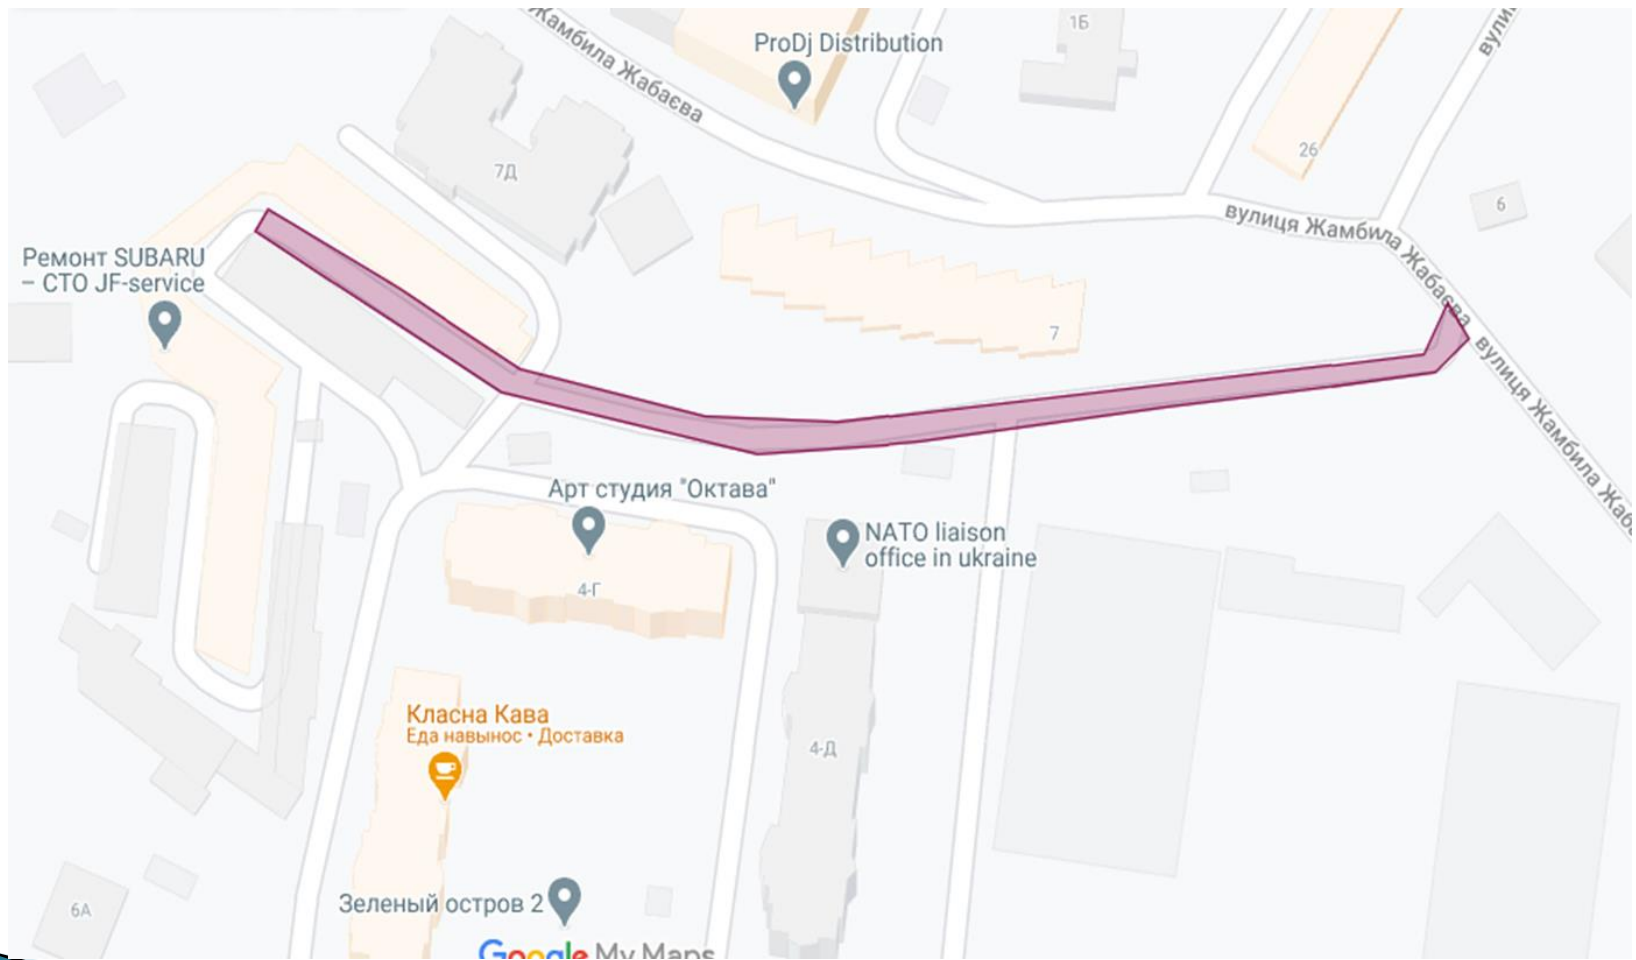 Жамбила Жабаєва
ProDj Distribution
1Б
7Д
26
вулиця Жамбила Жабаєва
6
Ремонт SUBARU
– СТО JF-service
7
вулиця Жамбила
Арт студия "Октава"
NATO liaison
office in ukraine
4-Г
Класна Кава
Еда навынос • Доставка
4-Д
Зеленый остров 2
6А
Google My Maps